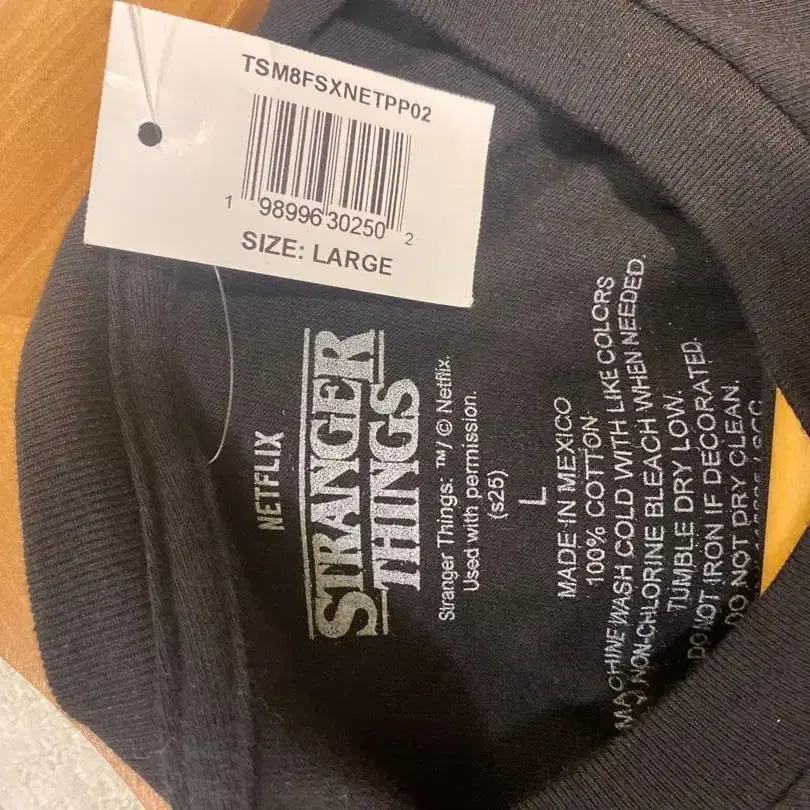 TSM8FSXNETPP02
1 98996 30250 2
SIZE: LARGE
NETFLIX
STRANGER
THINGS
Stranger Things: ™/ © Netflix.
Used with permission.
(s25)
L
MADE IN MEXICO
100% COTTON
MACHINE WASH COLD WITH LIKE COLORS
NON-CHLORINE BLEACH WHEN NEEDED.
TUMBLE DRY LOW.
DO NOT IRON IF DECORATED.
DO NOT DRY CLEAN.